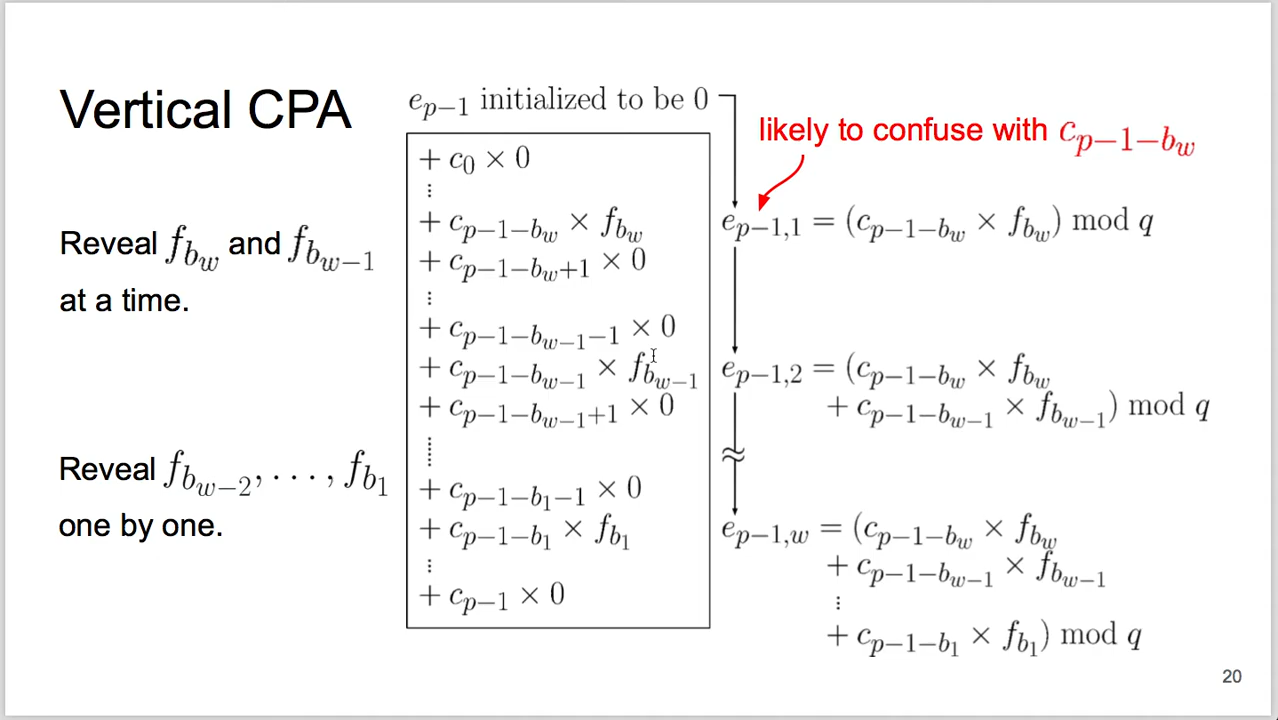 Vertical CPA
Reveal f_{b_w} and f_{b_{w-1}}
at a time.
Reveal f_{b_{w-2}}, . . . , f_{b_1}
one by one.
e_{p−1} initialized to be 0
+ c_0 × 0
⋮
+ c_{p−1−b_w} × f_{b_w}
+ c_{p−1−b_w+1} × 0
⋮
+ c_{p−1−b_{w−1}−1} × 0
+ c_{p−1−b_{w−1}} × f_{b_{w−1}}
+ c_{p−1−b_{w−1}+1} × 0
⋮
+ c_{p−1−b_1−1} × 0
+ c_{p−1−b_1} × f_{b_1}
⋮
+ c_{p−1} × 0
likely to confuse with c_{p−1−b_w}
e_{p−1,1} = (c_{p−1−b_w} × f_{b_w}) mod q
e_{p−1,2} = (c_{p−1−b_w} × f_{b_w}
+ c_{p−1−b_{w−1}} × f_{b_{w−1}}) mod q
≈
e_{p−1,w} = (c_{p−1−b_w} × f_{b_w}
+ c_{p−1−b_{w−1}} × f_{b_{w−1}}
⋮
+ c_{p−1−b_1} × f_{b_1}) mod q
20